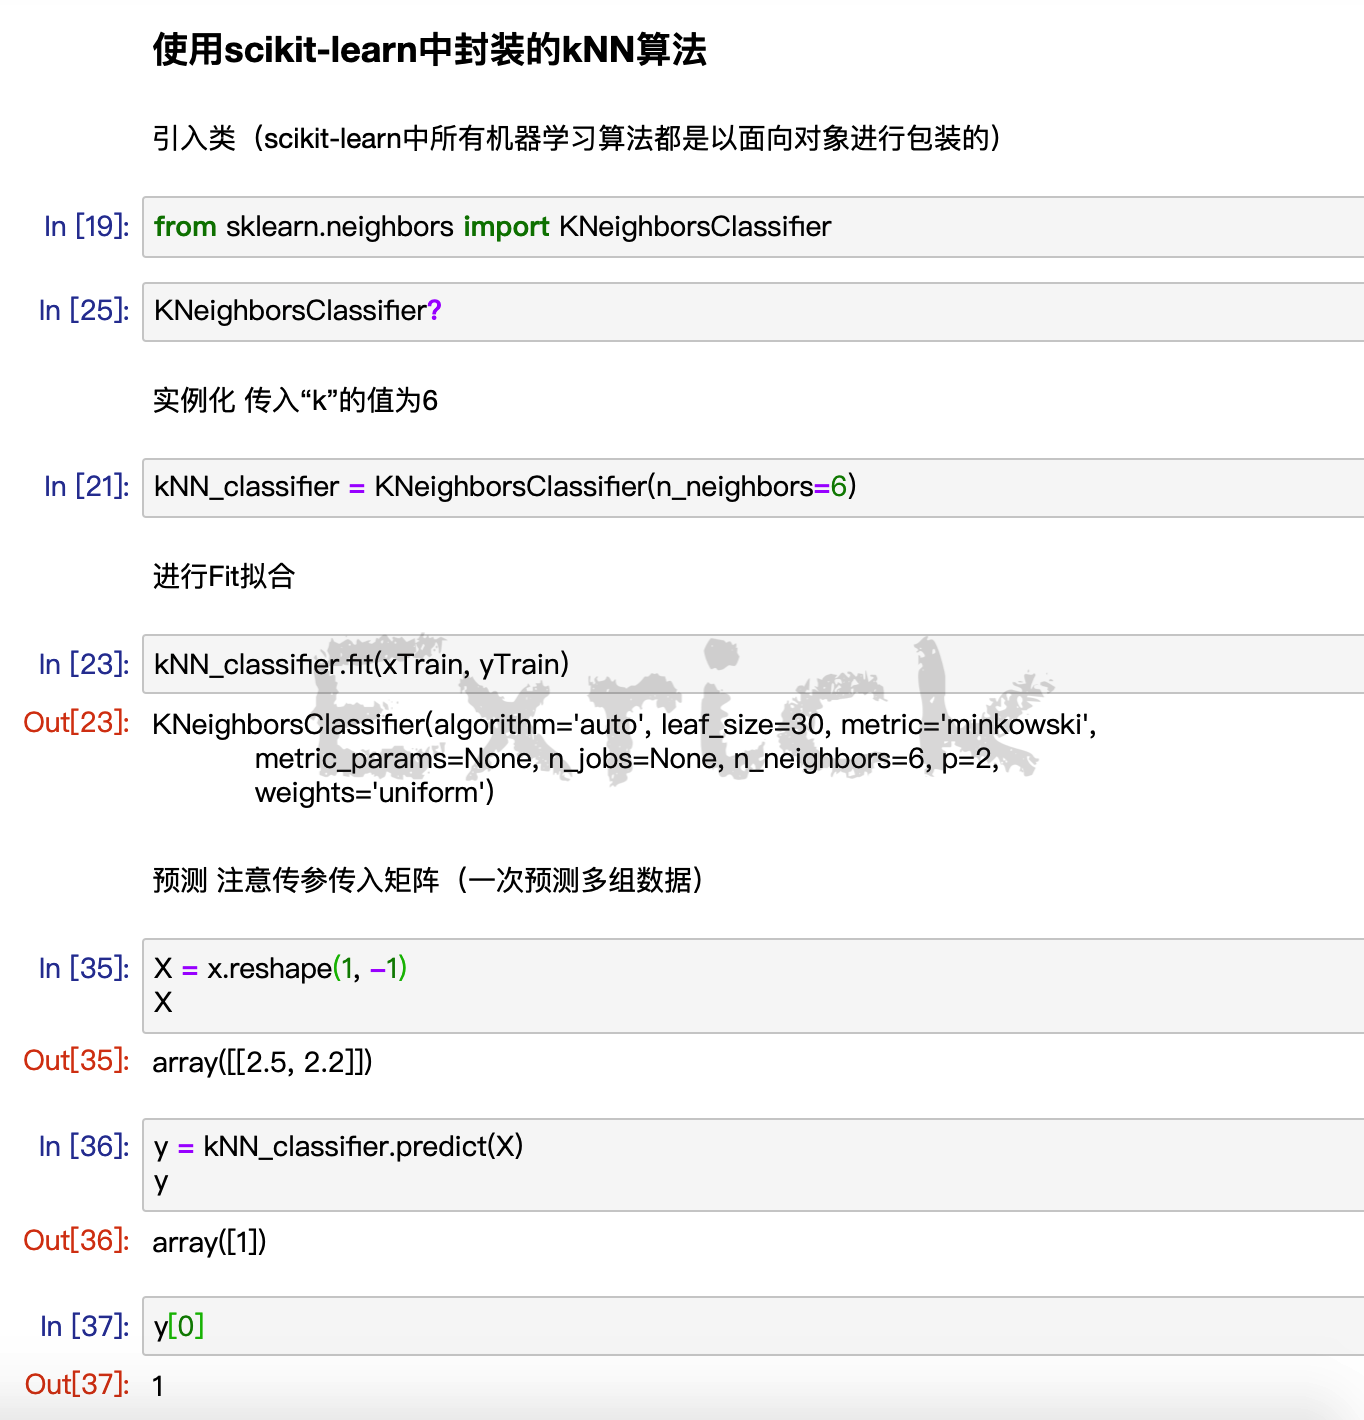 使用scikit-learn中封装的kNN算法
引入类（scikit-learn中所有机器学习算法都是以面向对象进行包装的）
In [19]: from sklearn.neighbors import KNeighborsClassifier
In [25]: KNeighborsClassifier?
实例化 传入“k”的值为6
In [21]: kNN_classifier = KNeighborsClassifier(n_neighbors=6)
进行Fit拟合
In [23]: kNN_classifier.fit(xTrain, yTrain)
Out[23]: KNeighborsClassifier(algorithm='auto', leaf_size=30, metric='minkowski',
metric_params=None, n_jobs=None, n_neighbors=6, p=2,
weights='uniform')
Exrick
预测 注意传参传入矩阵（一次预测多组数据）
In [35]: X = x.reshape(1, -1)
X
Out[35]: array([[2.5, 2.2]])
In [36]: y = kNN_classifier.predict(X)
y
Out[36]: array([1])
In [37]: y[0]
Out[37]: 1